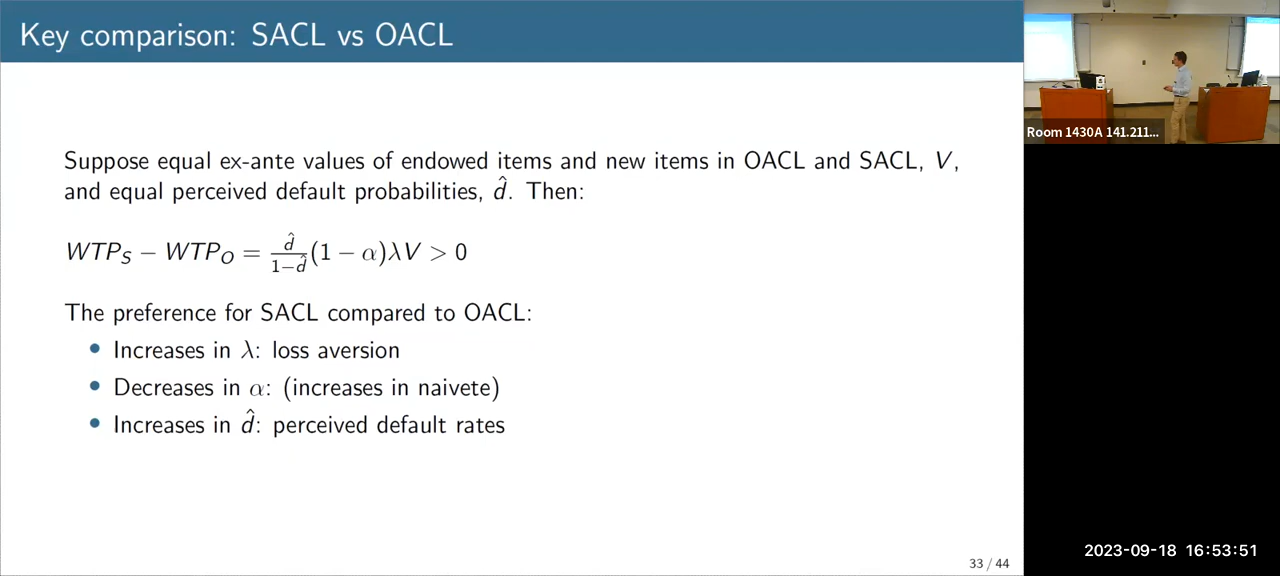 Key comparison: SACL vs OACL
Suppose equal ex-ante values of endowed items and new items in OACL and SACL, V,
and equal perceived default probabilities, d̂. Then:
WTP_S − WTP_O = d̂/(1−d̂) (1 − α)λV > 0
The preference for SACL compared to OACL:
• Increases in λ: loss aversion
• Decreases in α: (increases in naivete)
• Increases in d̂: perceived default rates
33 / 44
Room 1430A 141.211...
2023-09-18 16:53:51